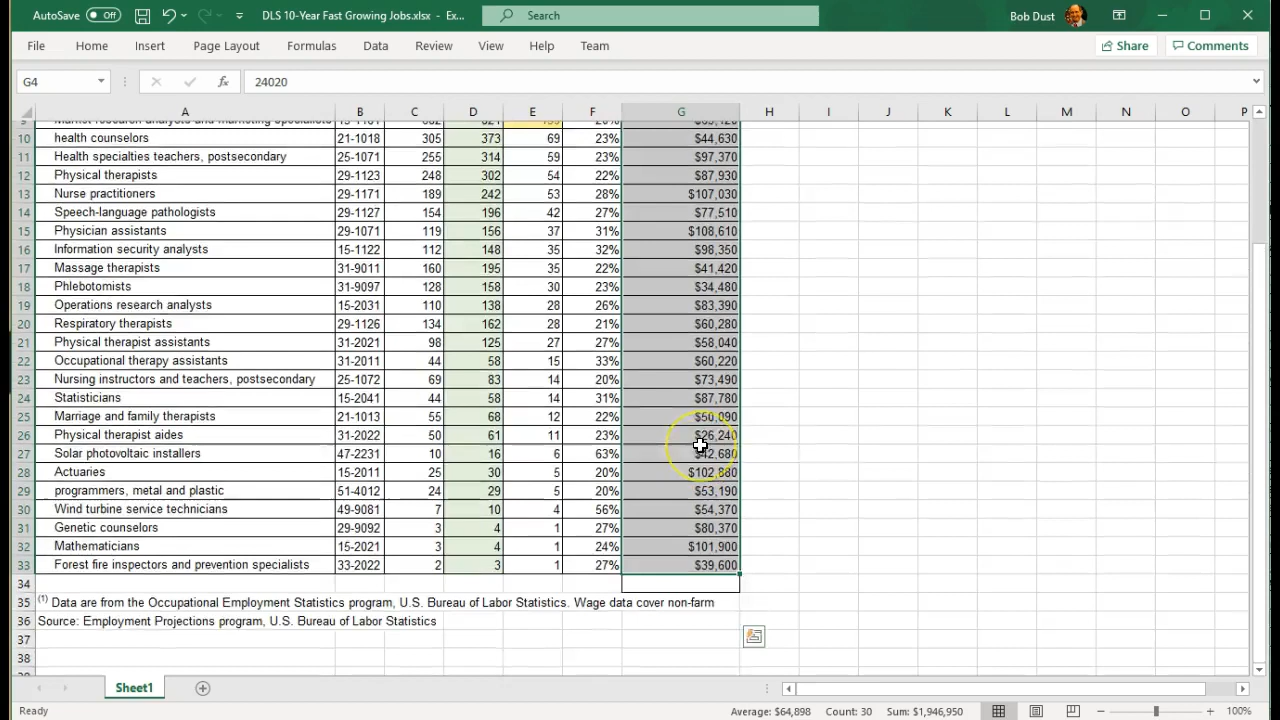 AutoSave Off DLS 10-Year Fast Growing Jobs.xlsx - Ex... Search Bob Dust
File Home Insert Page Layout Formulas Data Review View Help Team Share Comments
G4 fx 24020
A B C D E F G H I J K L M N O P
Market research analysts and marketing specialists
10 health counselors 21-1018 305 373 69 23% $44,630
11 Health specialties teachers, postsecondary 25-1071 255 314 59 23% $97,370
12 Physical therapists 29-1123 248 302 54 22% $87,930
13 Nurse practitioners 29-1171 189 242 53 28% $107,030
14 Speech-language pathologists 29-1127 154 196 42 27% $77,510
15 Physician assistants 29-1071 119 156 37 31% $108,610
16 Information security analysts 15-1122 112 148 35 32% $98,350
17 Massage therapists 31-9011 160 195 35 22% $41,420
18 Phlebotomists 31-9097 128 158 30 23% $34,480
19 Operations research analysts 15-2031 110 138 28 26% $83,390
20 Respiratory therapists 29-1126 134 162 28 21% $60,280
21 Physical therapist assistants 31-2021 98 125 27 27% $58,040
22 Occupational therapy assistants 31-2011 44 58 15 33% $60,220
23 Nursing instructors and teachers, postsecondary 25-1072 69 83 14 20% $73,490
24 Statisticians 15-2041 44 58 14 31% $87,780
25 Marriage and family therapists 21-1013 55 68 12 22% $50,090
26 Physical therapist aides 31-2022 50 61 11 23% $26,240
27 Solar photovoltaic installers 47-2231 10 16 6 63% $42,680
28 Actuaries 15-2011 25 30 5 20% $102,880
29 programmers, metal and plastic 51-4012 24 29 5 20% $53,190
30 Wind turbine service technicians 49-9081 7 10 4 56% $54,370
31 Genetic counselors 29-9092 3 4 1 27% $80,370
32 Mathematicians 15-2021 3 4 1 24% $101,900
33 Forest fire inspectors and prevention specialists 33-2022 2 3 1 27% $39,600
34
35 (1) Data are from the Occupational Employment Statistics program, U.S. Bureau of Labor Statistics. Wage data cover non-farm
36 Source: Employment Projections program, U.S. Bureau of Labor Statistics
37
38
Sheet1
Ready Average: $64,898 Count: 30 Sum: $1,946,950 100%